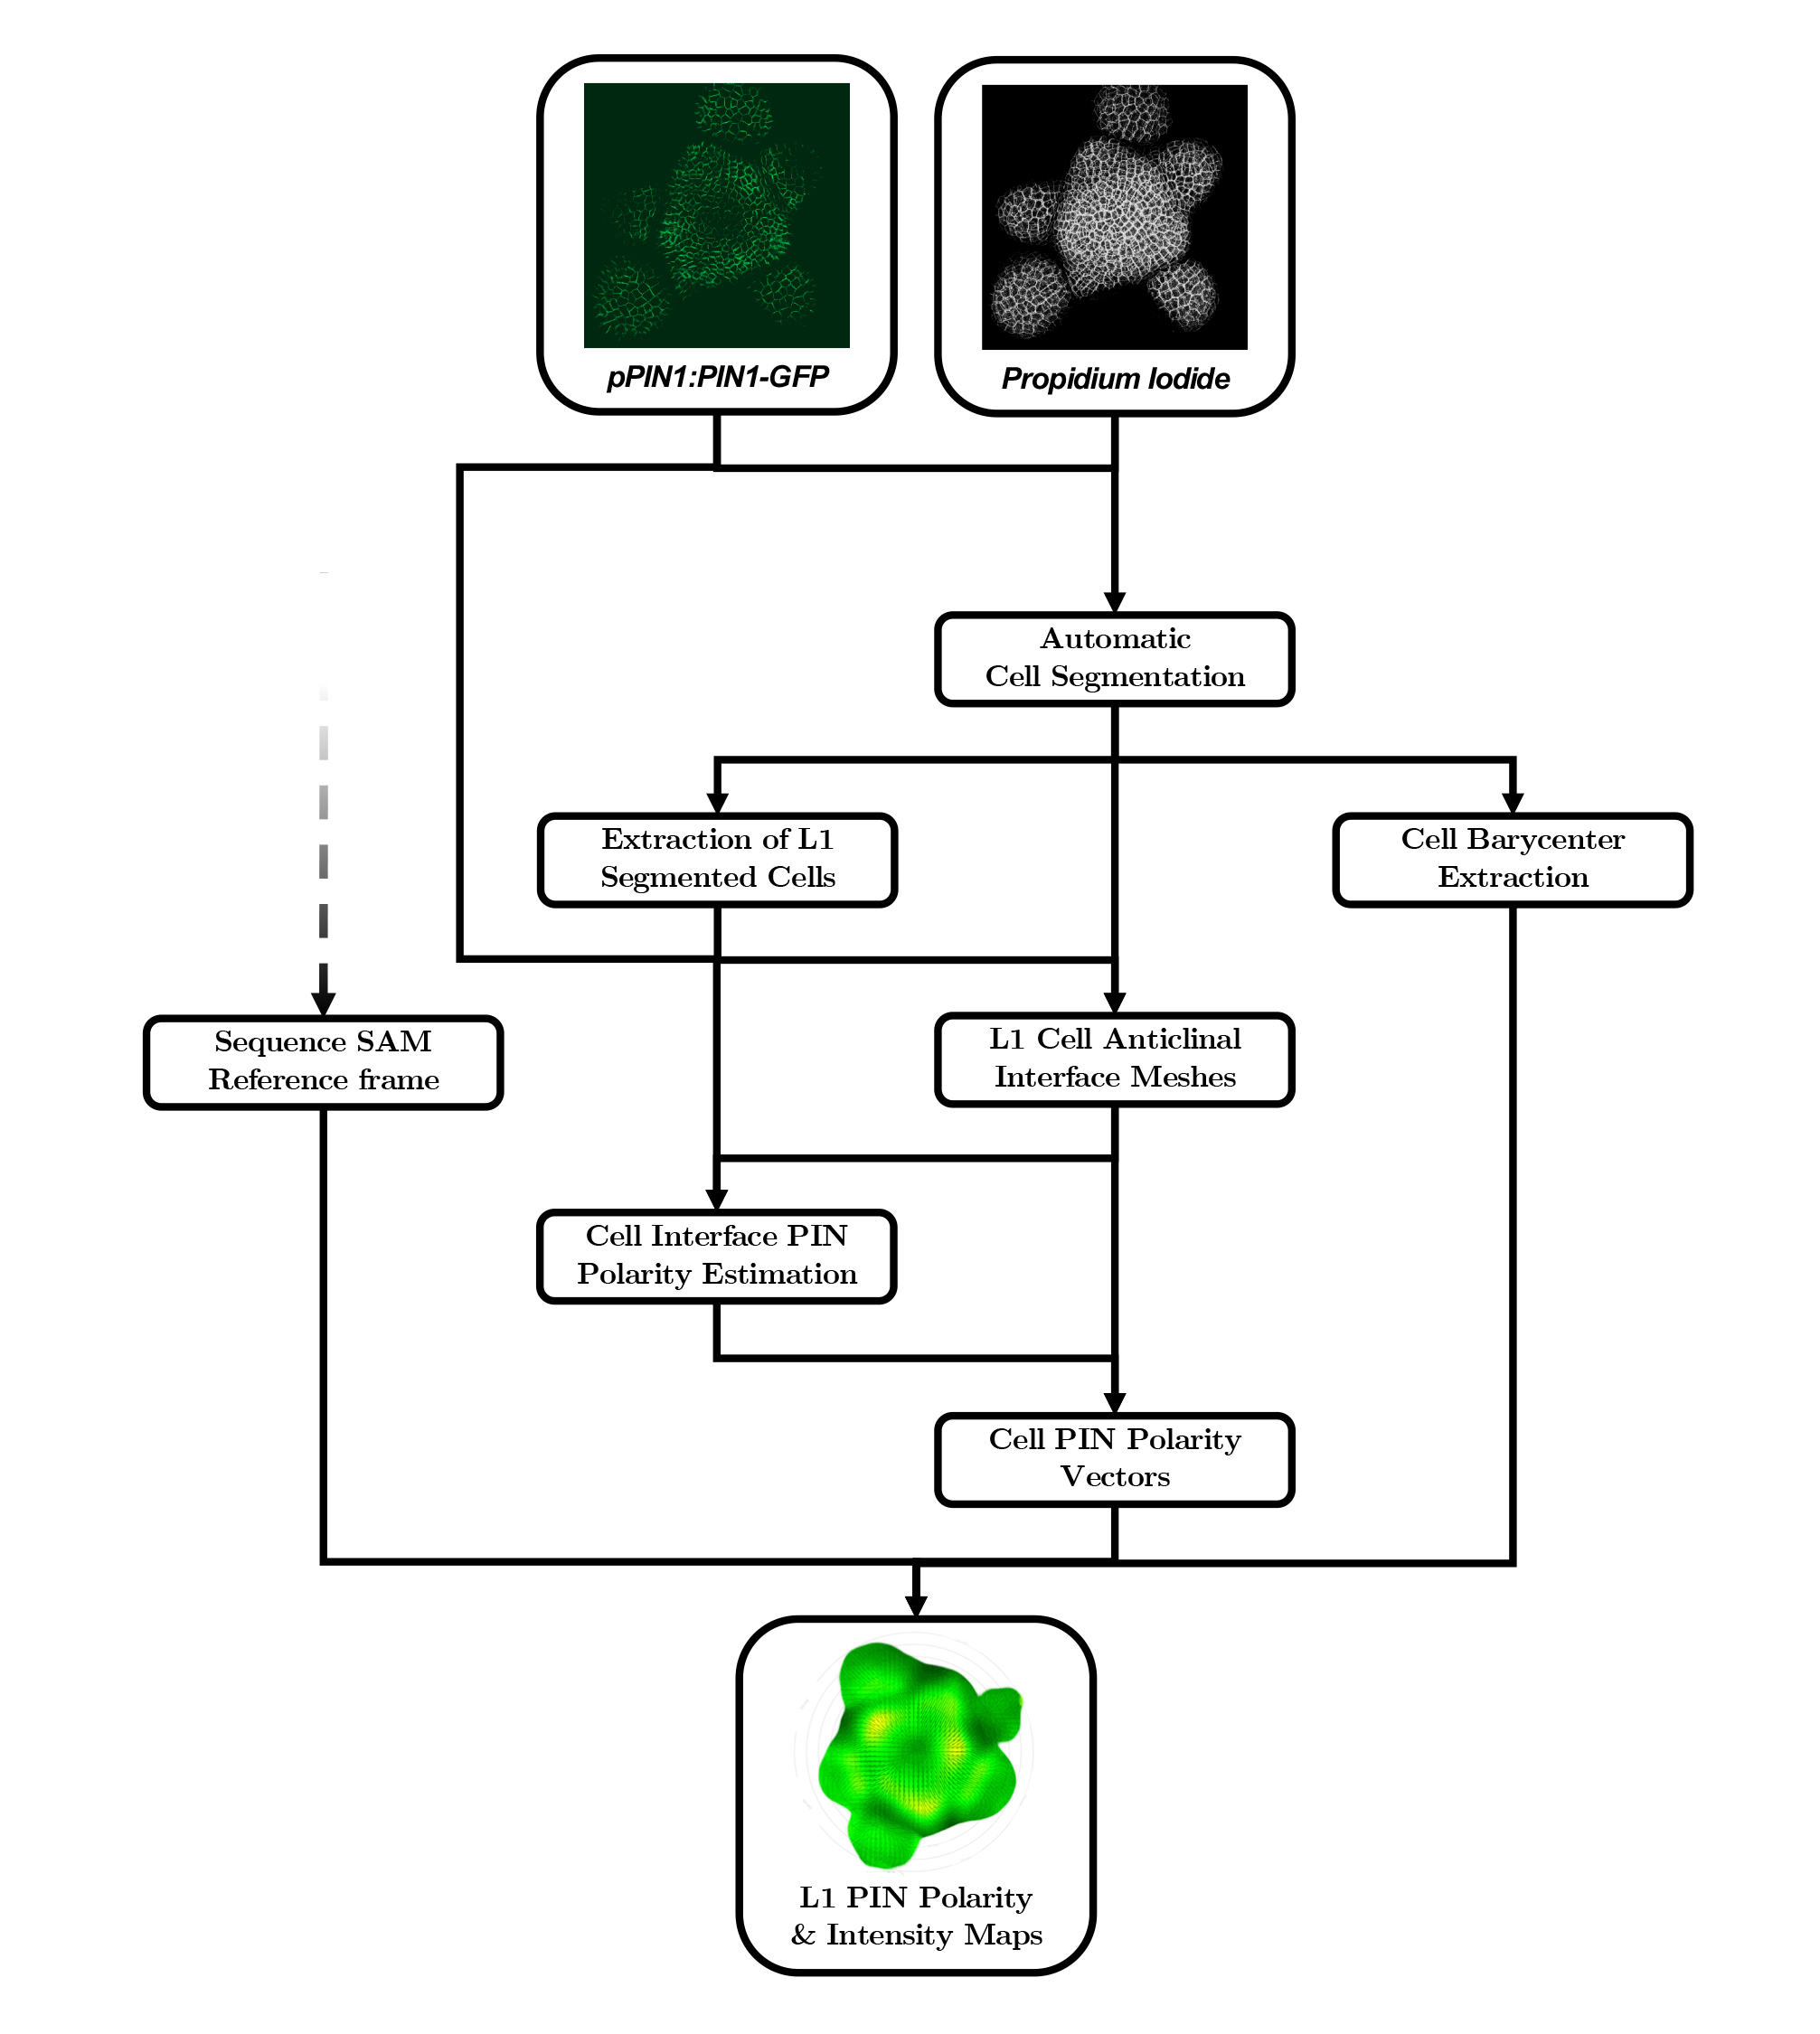 pPIN1:PIN1-GFP
Propidium Iodide
Automatic
Cell Segmentation
Extraction of L1
Segmented Cells
Cell Barycenter
Extraction
Sequence SAM
Reference frame
L1 Cell Anticlinal
Interface Meshes
Cell Interface PIN
Polarity Estimation
Cell PIN Polarity
Vectors
L1 PIN Polarity
& Intensity Maps